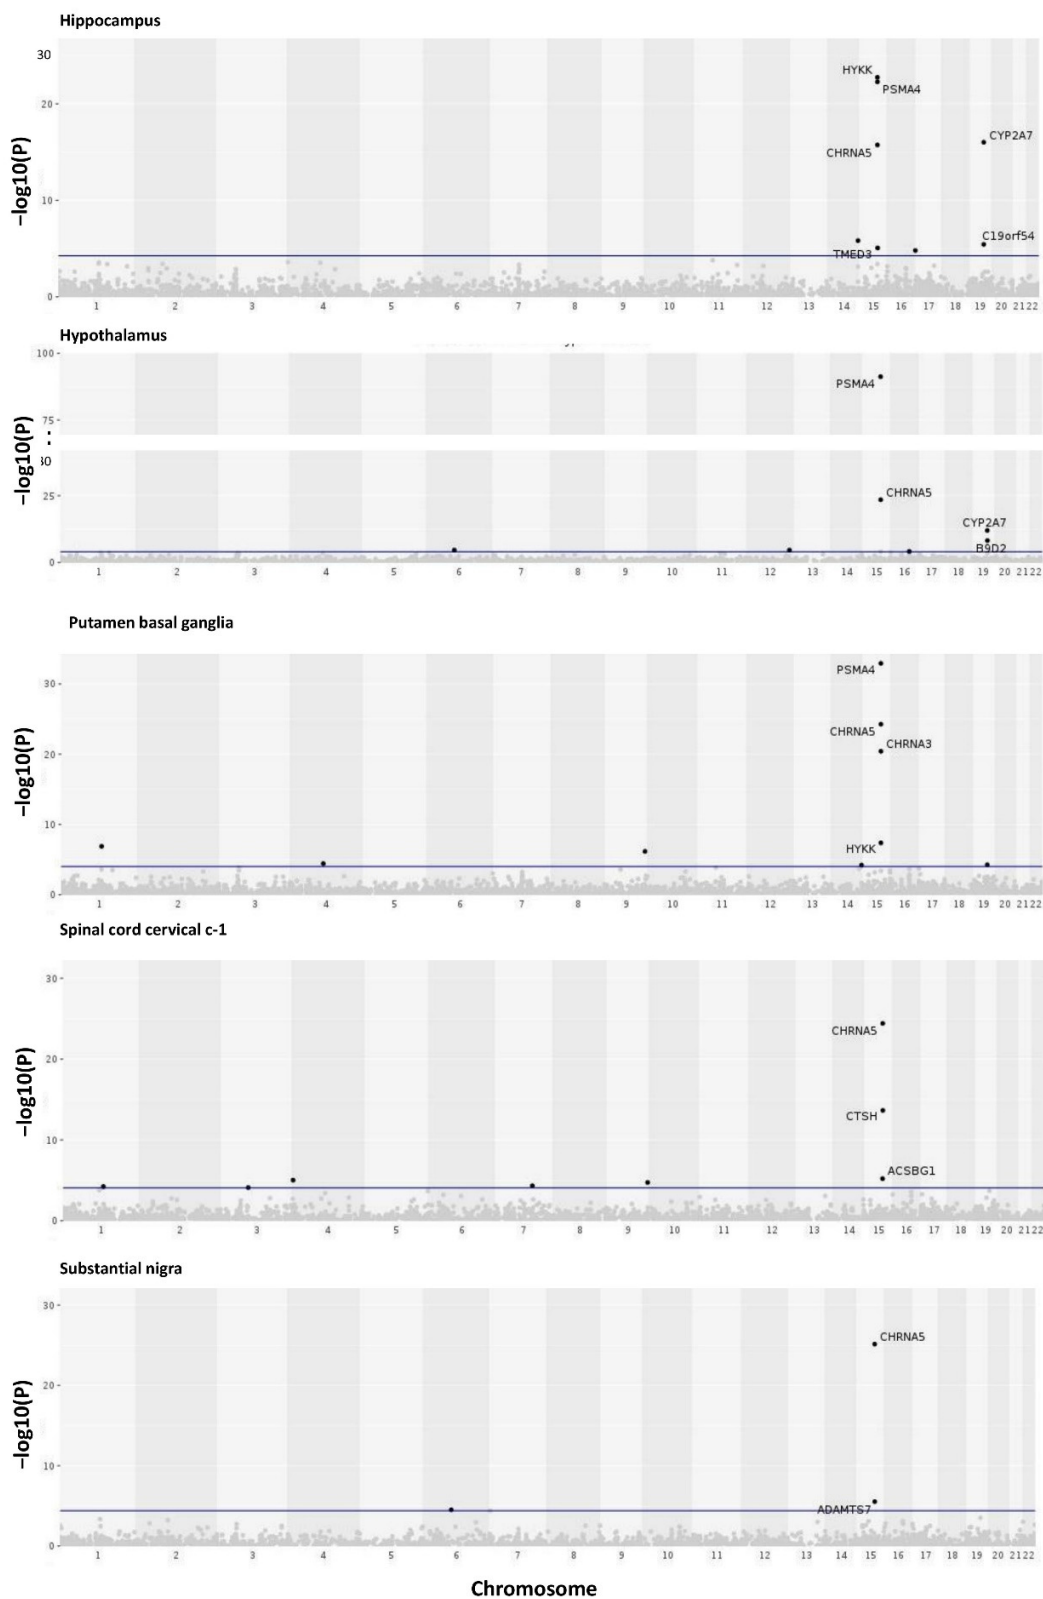 Hippocampus
30
HYKK
PSMA4
20
CYP2A7
CHRNA5
−log10(P)
10
C19orf54
TMED3
0
1 2 3 4 5 6 7 8 9 10 11 12 13 14 15 16 17 18 19 20 21 22
Hypothalamus
100
PSMA4
75
−log10(P)
25
CHRNA5
CYP2A7
B9D2
0
1 2 3 4 5 6 7 8 9 10 11 12 13 14 15 16 17 18 19 20 21 22
Putamen basal ganglia
30
PSMA4
CHRNA5
CHRNA3
20
−log10(P)
10
HYKK
0
1 2 3 4 5 6 7 8 9 10 11 12 13 14 15 16 17 18 19 20 21 22
Spinal cord cervical c-1
30
CHRNA5
20
−log10(P)
CTSH
10
ACSBG1
0
1 2 3 4 5 6 7 8 9 10 11 12 13 14 15 16 17 18 19 20 21 22
Substantial nigra
30
CHRNA5
20
−log10(P)
10
ADAMTS7
0
1 2 3 4 5 6 7 8 9 10 11 12 13 14 15 16 17 18 19 20 21 22
Chromosome